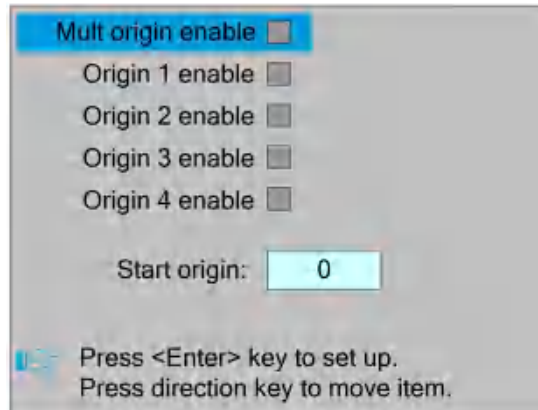 Mult origin enable
Origin 1 enable
Origin 2 enable
Origin 3 enable
Origin 4 enable
Start origin: 0
Press <Enter> key to set up.
Press direction key to move item.